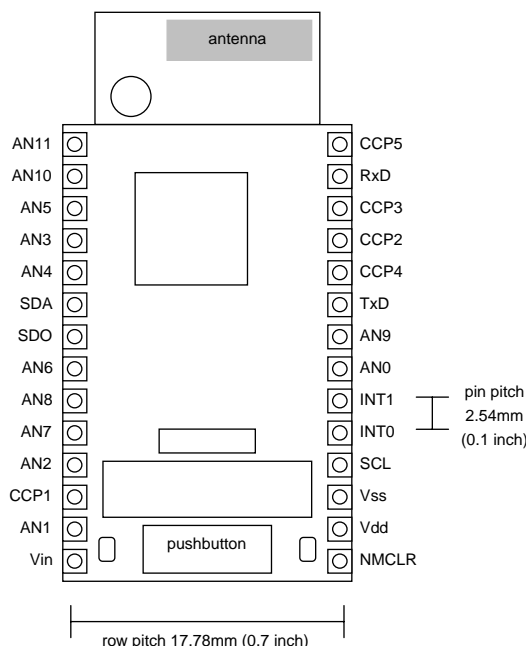 antenna
AN11
CCP5
AN10
RxD
AN5
CCP3
AN3
CCP2
AN4
CCP4
SDA
TxD
SDO
AN9
AN6
AN0
AN8
INT1
pin pitch
2.54mm
(0.1 inch)
AN7
INT0
AN2
SCL
CCP1
Vss
AN1
Vdd
pushbutton
Vin
NMCLR
row pitch 17.78mm (0.7 inch)